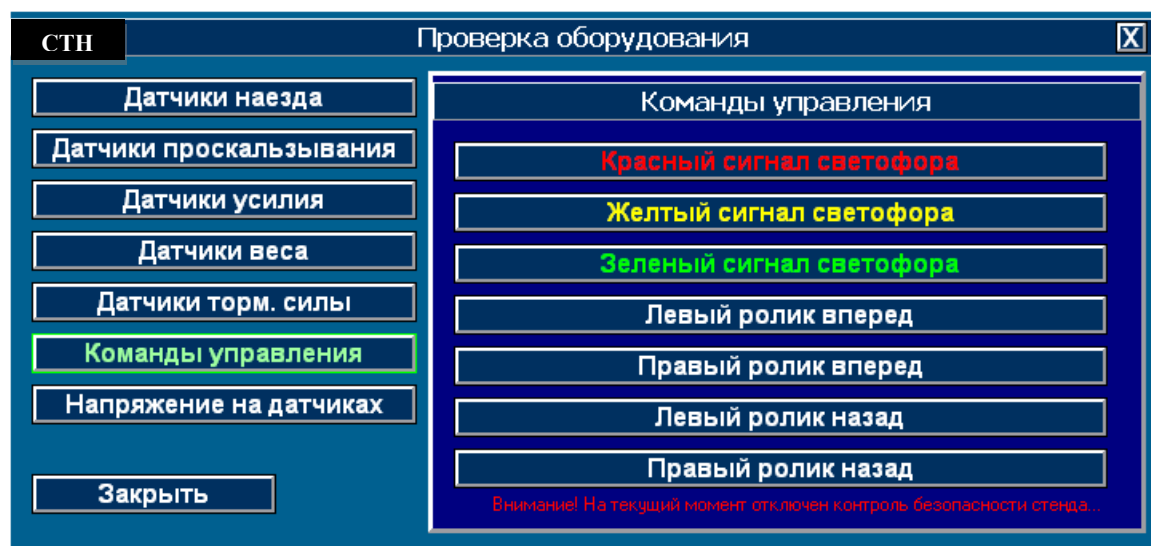 СТН
Проверка оборудования
X
Датчики наезда
Датчики проскальзывания
Датчики усилия
Датчики веса
Датчики торм. силы
Команды управления
Напряжение на датчиках
Закрыть
Команды управления
Красный сигнал светофора
Желтый сигнал светофора
Зеленый сигнал светофора
Левый ролик вперед
Правый ролик вперед
Левый ролик назад
Правый ролик назад
Внимание! На текущий момент отключен контроль безопасности стенда...